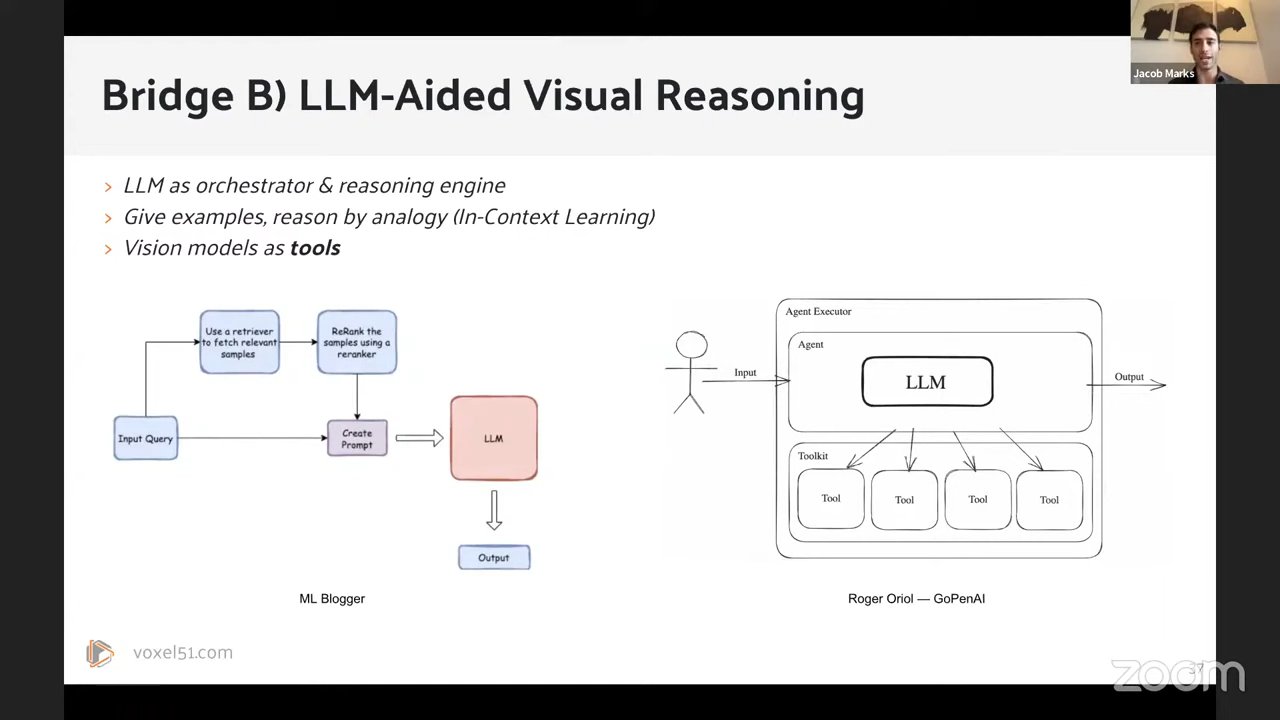 Jacob Marks
Bridge B) LLM-Aided Visual Reasoning
› LLM as orchestrator & reasoning engine
› Give examples, reason by analogy (In-Context Learning)
› Vision models as tools
Use a retriever
to fetch relevant
samples
ReRank the
samples using a
reranker
Input Query
Create
Prompt
LLM
Output
ML Blogger
Agent Executor
Agent
LLM
Input
Output
Toolkit
Tool
Tool
Tool
Tool
Roger Oriol — GoPenAI
voxel51.com
zoom